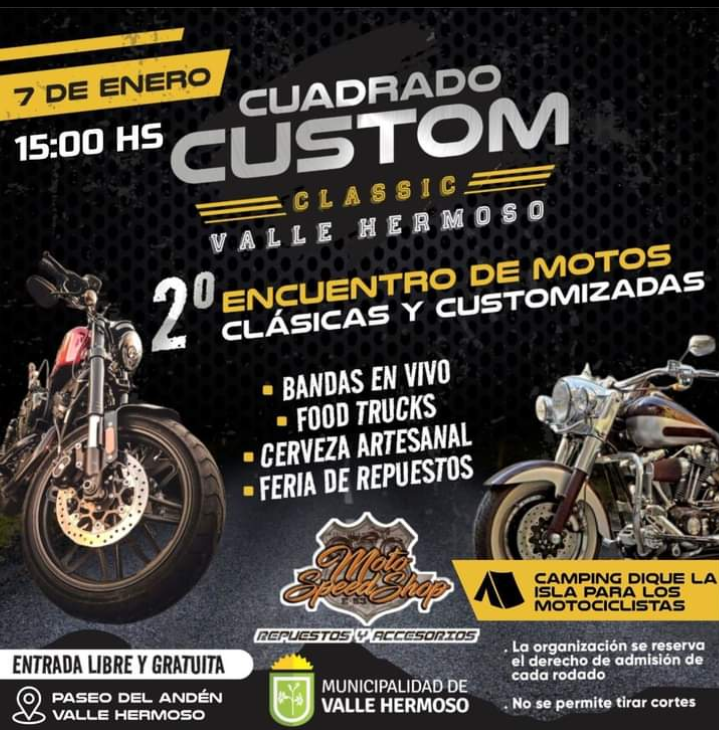 7 DE ENERO
15:00 HS
CUADRADO
CUSTOM
CLASSIC
VALLE HERMOSO
2º ENCUENTRO DE MOTOS
CLÁSICAS Y CUSTOMIZADAS
BANDAS EN VIVO
FOOD TRUCKS
CERVEZA ARTESANAL
FERIA DE REPUESTOS
Moto
SpeedShop
REPUESTOS Y ACCESORIOS
CAMPING DIQUE LA
ISLA PARA LOS
MOTOCICLISTAS
ENTRADA LIBRE Y GRATUITA
PASEO DEL ANDÉN
VALLE HERMOSO
MUNICIPALIDAD DE
VALLE HERMOSO
. La organización se reserva
el derecho de admisión de
cada rodado
. No se permite tirar cortes